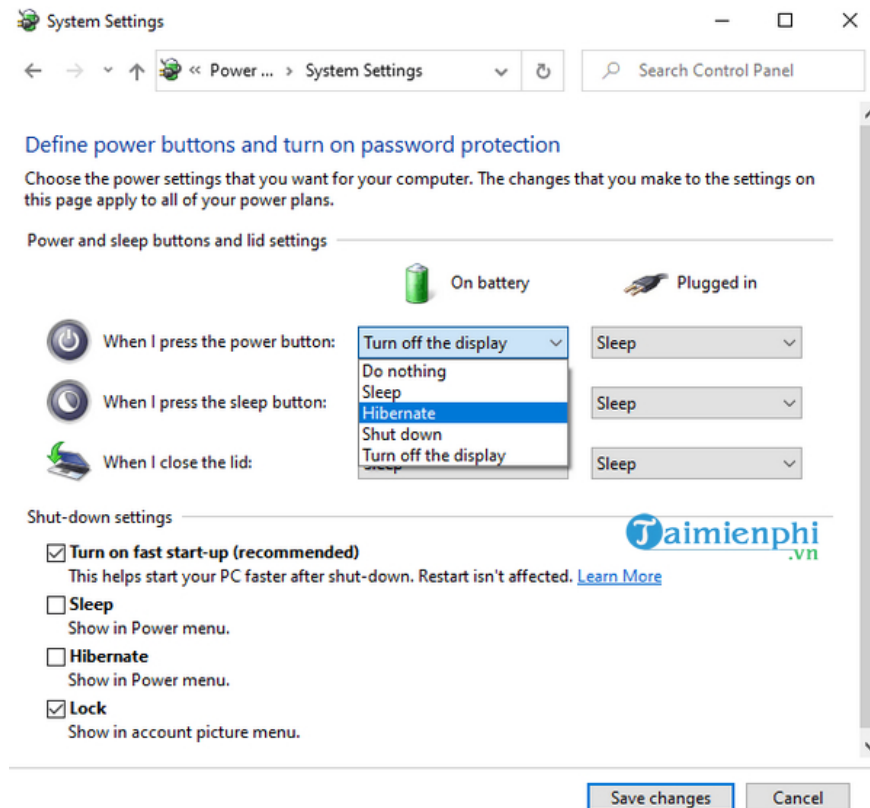 System Settings
« Power ... › System Settings
Search Control Panel
Define power buttons and turn on password protection
Choose the power settings that you want for your computer. The changes that you make to the settings on
this page apply to all of your power plans.
Power and sleep buttons and lid settings
On battery
Plugged in
When I press the power button:
Turn off the display
Sleep
Do nothing
Sleep
Hibernate
Shut down
Turn off the display
When I press the sleep button:
Sleep
When I close the lid:
Sleep
Sleep
Shut-down settings
Taimienphi
.vn
Turn on fast start-up (recommended)
This helps start your PC faster after shut-down. Restart isn't affected. Learn More
Sleep
Show in Power menu.
Hibernate
Show in Power menu.
Lock
Show in account picture menu.
Save changes
Cancel